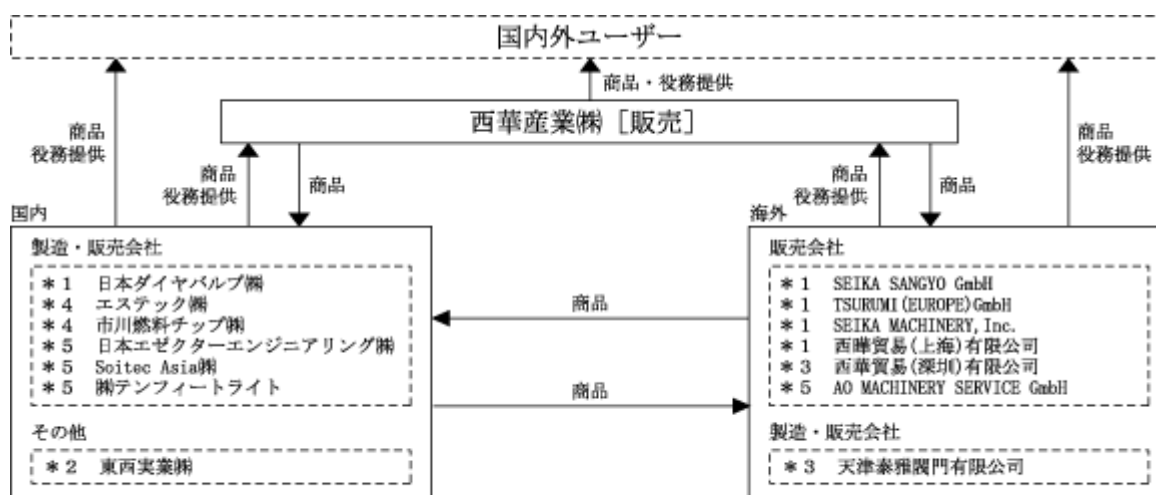 国内外ユーザー
商品・役務提供
西華産業㈱［販売］
商品
役務提供
商品
役務提供
商品
商品
役務提供
商品
商品
役務提供
国内
製造・販売会社
＊1 日本ダイヤバルブ㈱
＊4 エステック㈱
＊4 市川燃料チップ㈱
＊5 日本エゼクターエンジニアリング㈱
＊5 Soitec Asia㈱
＊5 ㈱テンフィートライト
その他
＊2 東西実業㈱
商品
商品
海外
販売会社
＊1 SEIKA SANGYO GmbH
＊1 TSURUMI(EUROPE)GmbH
＊1 SEIKA MACHINERY,Inc.
＊1 西曄貿易(上海)有限公司
＊3 西華貿易(深圳)有限公司
＊5 AO MACHINERY SERVICE GmbH
製造・販売会社
＊3 天津泰雅閥門有限公司